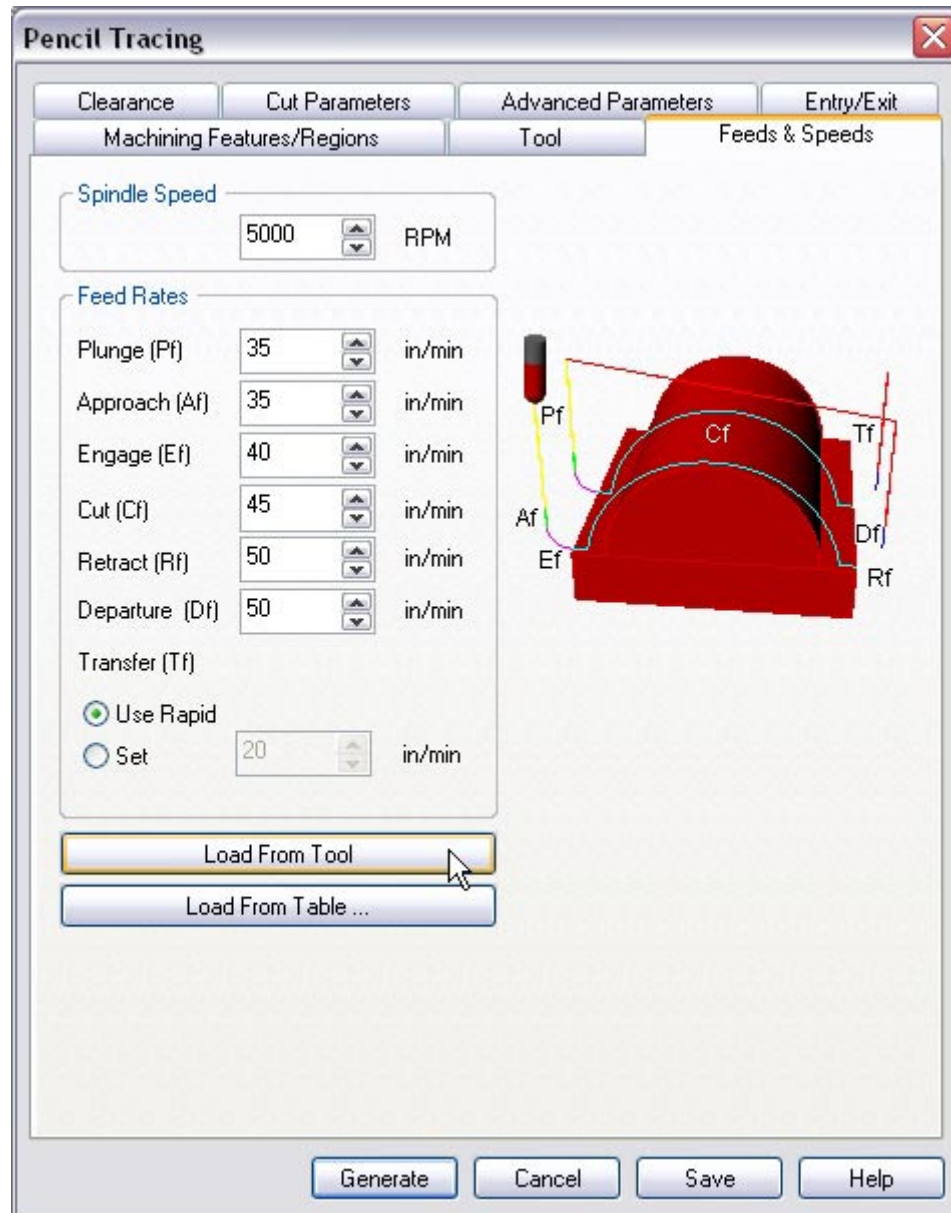 Pencil Tracing
Clearance Cut Parameters Advanced Parameters Entry/Exit
Machining Features/Regions Tool Feeds & Speeds
Spindle Speed
5000 RPM
Feed Rates
Plunge (Pf) 35 in/min
Approach (Af) 35 in/min
Engage (Ef) 40 in/min
Cut (Cf) 45 in/min
Retract (Rf) 50 in/min
Departure (Df) 50 in/min
Transfer (Tf)
Use Rapid
Set 20 in/min
Load From Tool
Load From Table ...
Pf
Cf
Tf
Af
Df
Ef
Rf
Generate Cancel Save Help